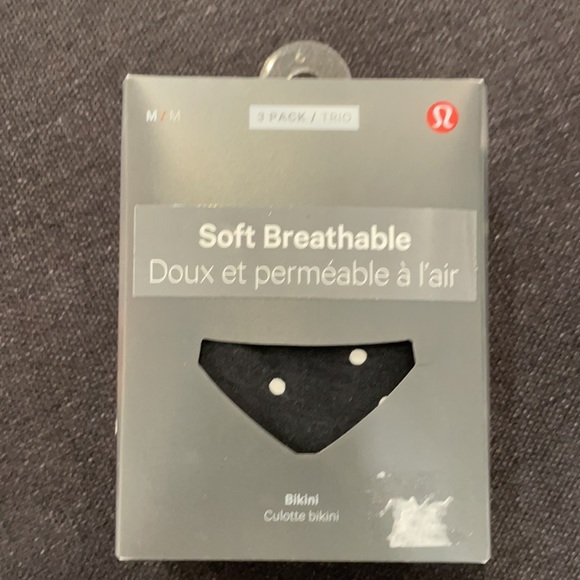 M/M
3 PACK / TRIO
Soft Breathable
Doux et perméable à l'air
Bikini
Culotte bikini